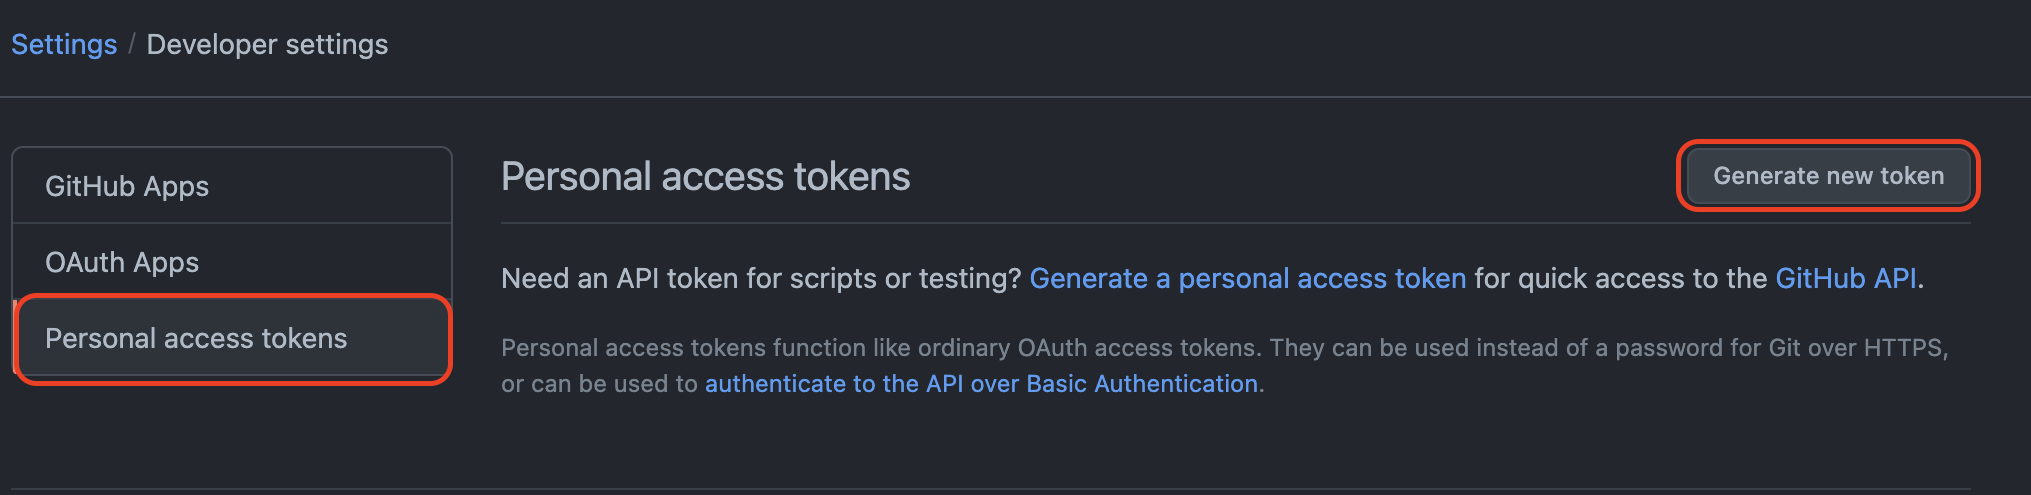 Settings / Developer settings
GitHub Apps
OAuth Apps
Personal access tokens
Personal access tokens
Generate new token
Need an API token for scripts or testing? Generate a personal access token for quick access to the GitHub API.
Personal access tokens function like ordinary OAuth access tokens. They can be used instead of a password for Git over HTTPS,
or can be used to authenticate to the API over Basic Authentication.